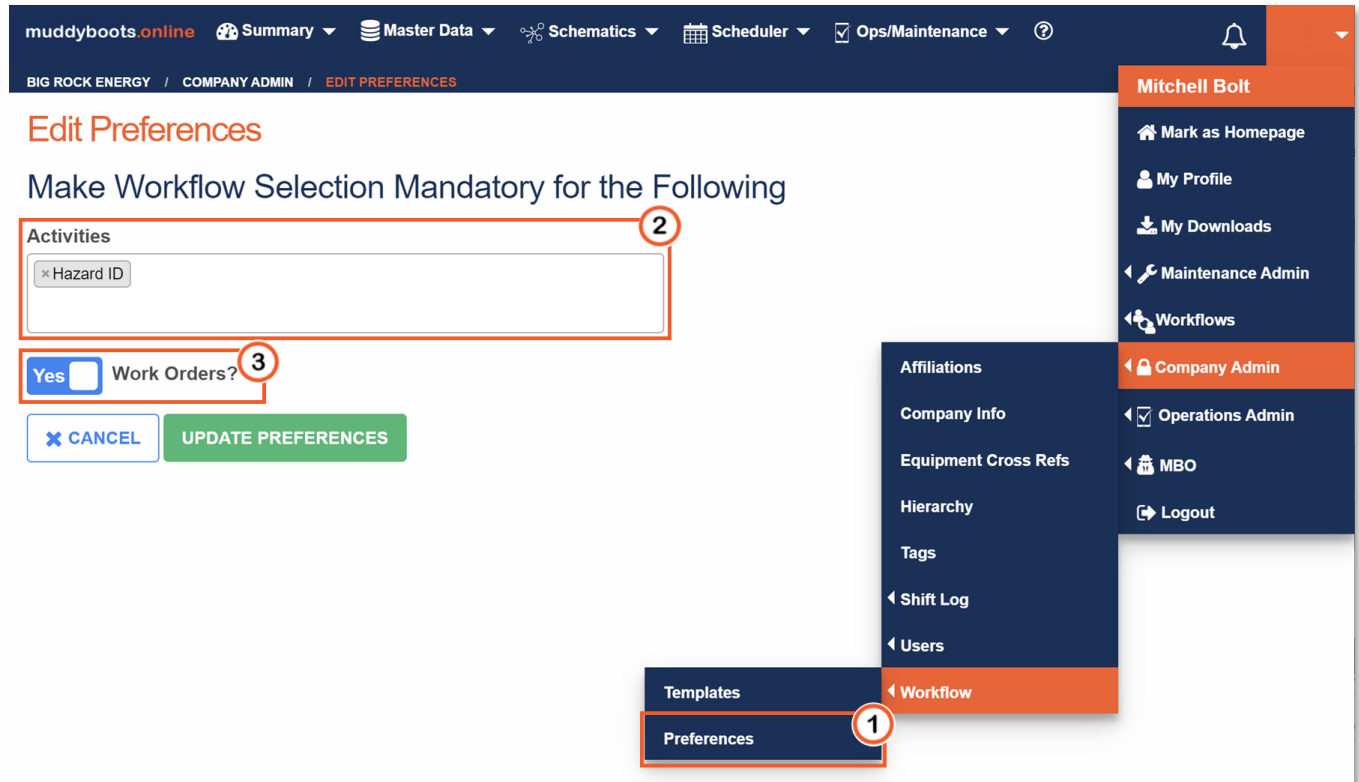 muddyboots.online Summary Master Data Schematics Scheduler Ops/Maintenance ?
BIG ROCK ENERGY / COMPANY ADMIN / EDIT PREFERENCES
Mitchell Bolt
Mark as Homepage
My Profile
My Downloads
Maintenance Admin
Workflows
Company Admin
Operations Admin
MBO
Logout
Edit Preferences
Make Workflow Selection Mandatory for the Following
2
Activities
×Hazard ID
3
Yes Work Orders?
CANCEL UPDATE PREFERENCES
Affiliations
Company Info
Equipment Cross Refs
Hierarchy
Tags
Shift Log
Users
Workflow
Templates
1
Preferences